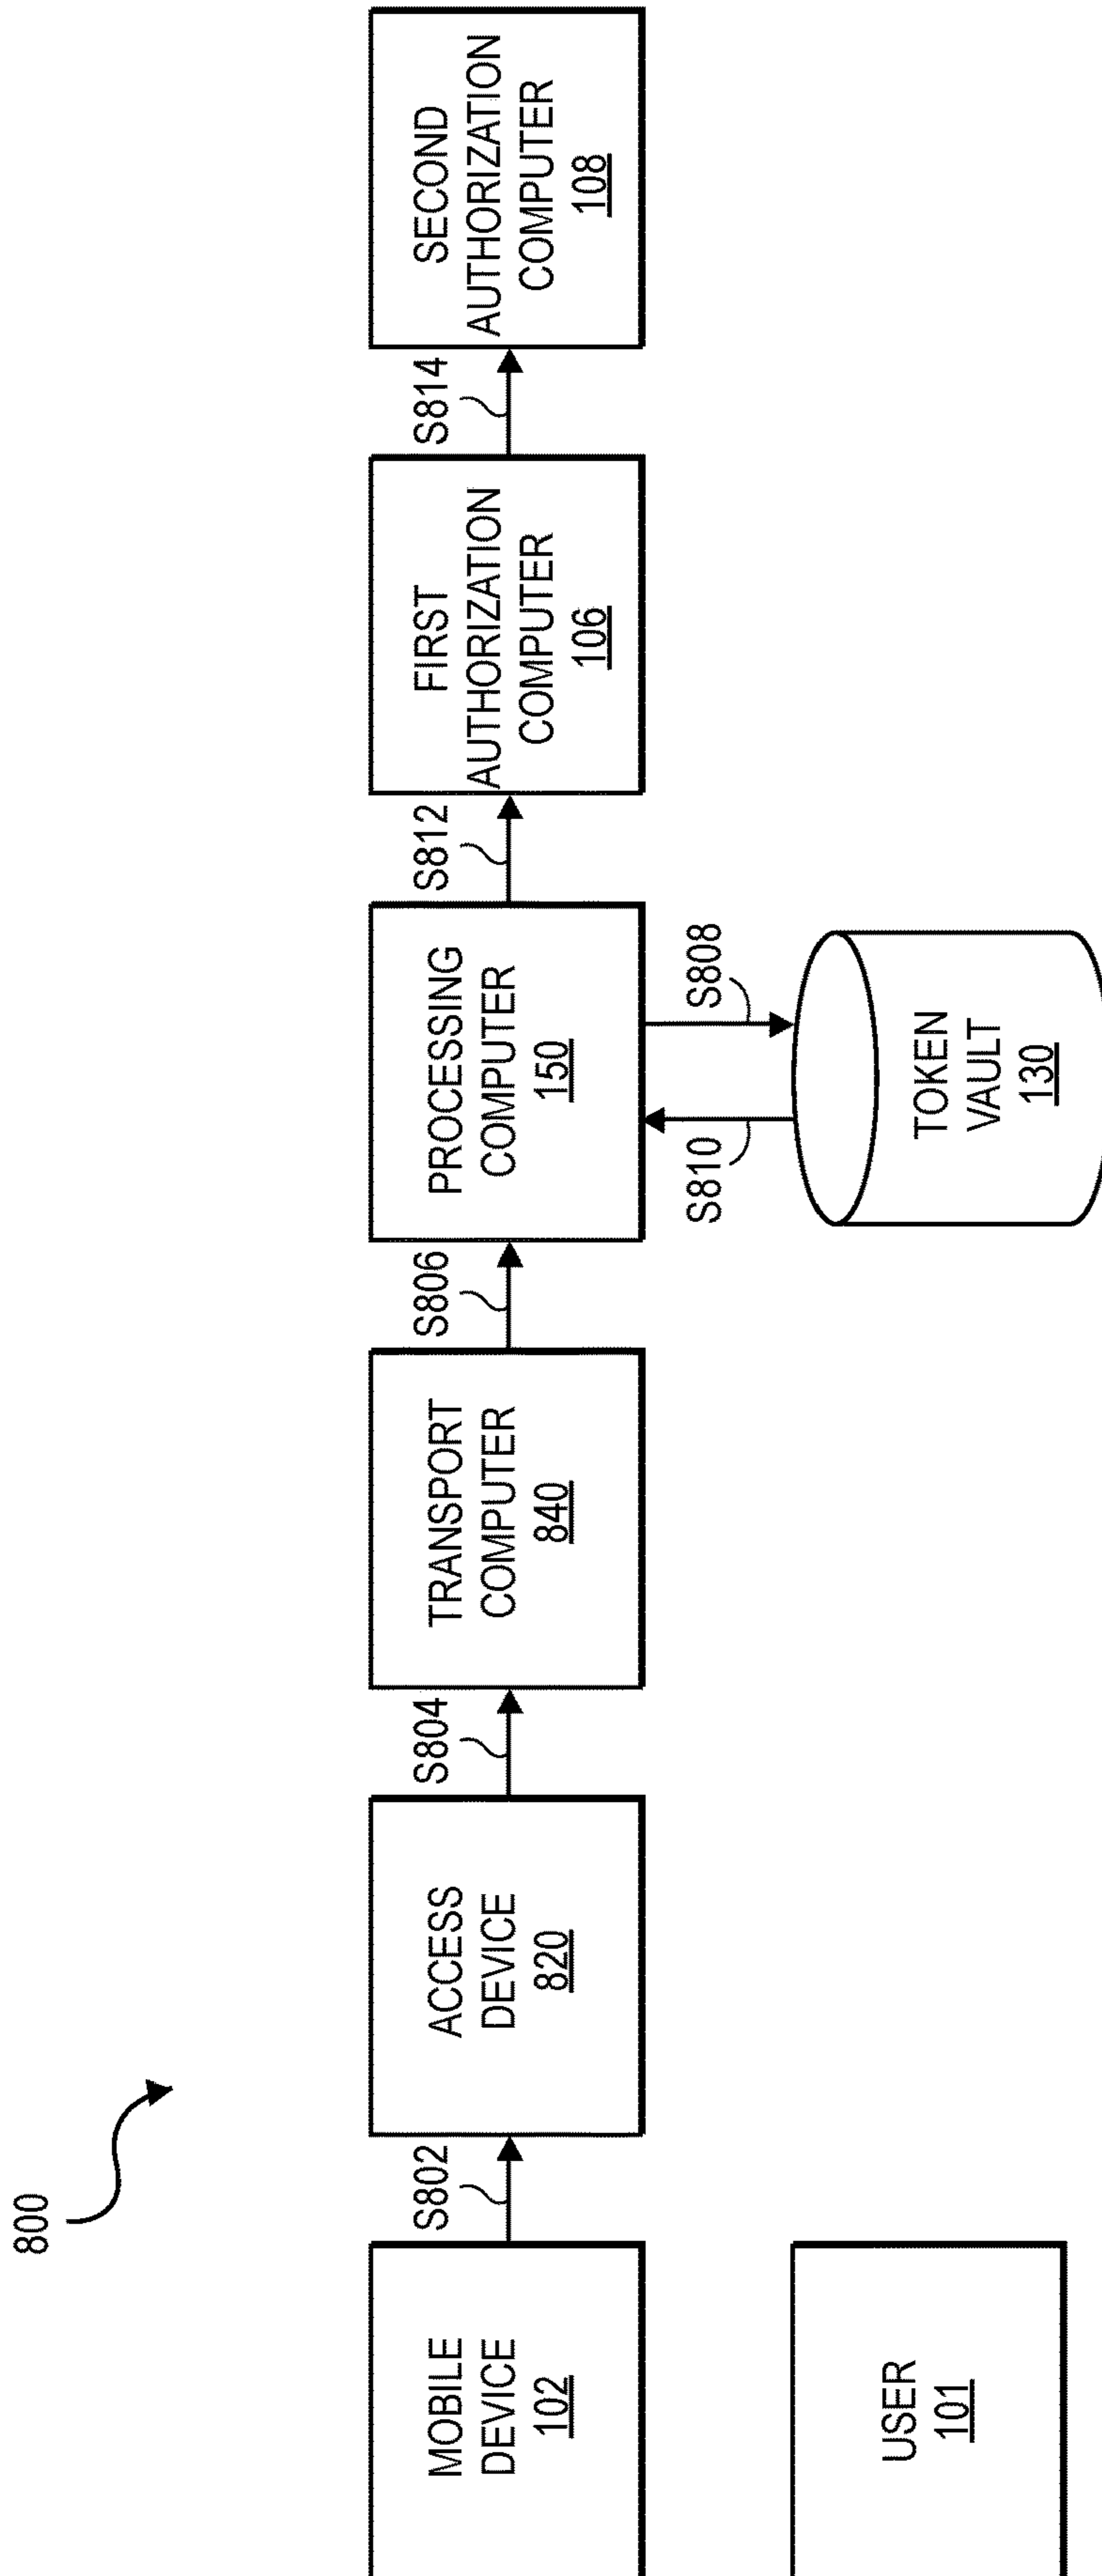 800
MOBILE
DEVICE
102
S802
ACCESS
DEVICE
820
S804
TRANSPORT
COMPUTER
840
S806
PROCESSING
COMPUTER
150
S812
FIRST
AUTHORIZATION
COMPUTER
106
S814
SECOND
AUTHORIZATION
COMPUTER
108
S810
S808
USER
101
TOKEN
VAULT
130